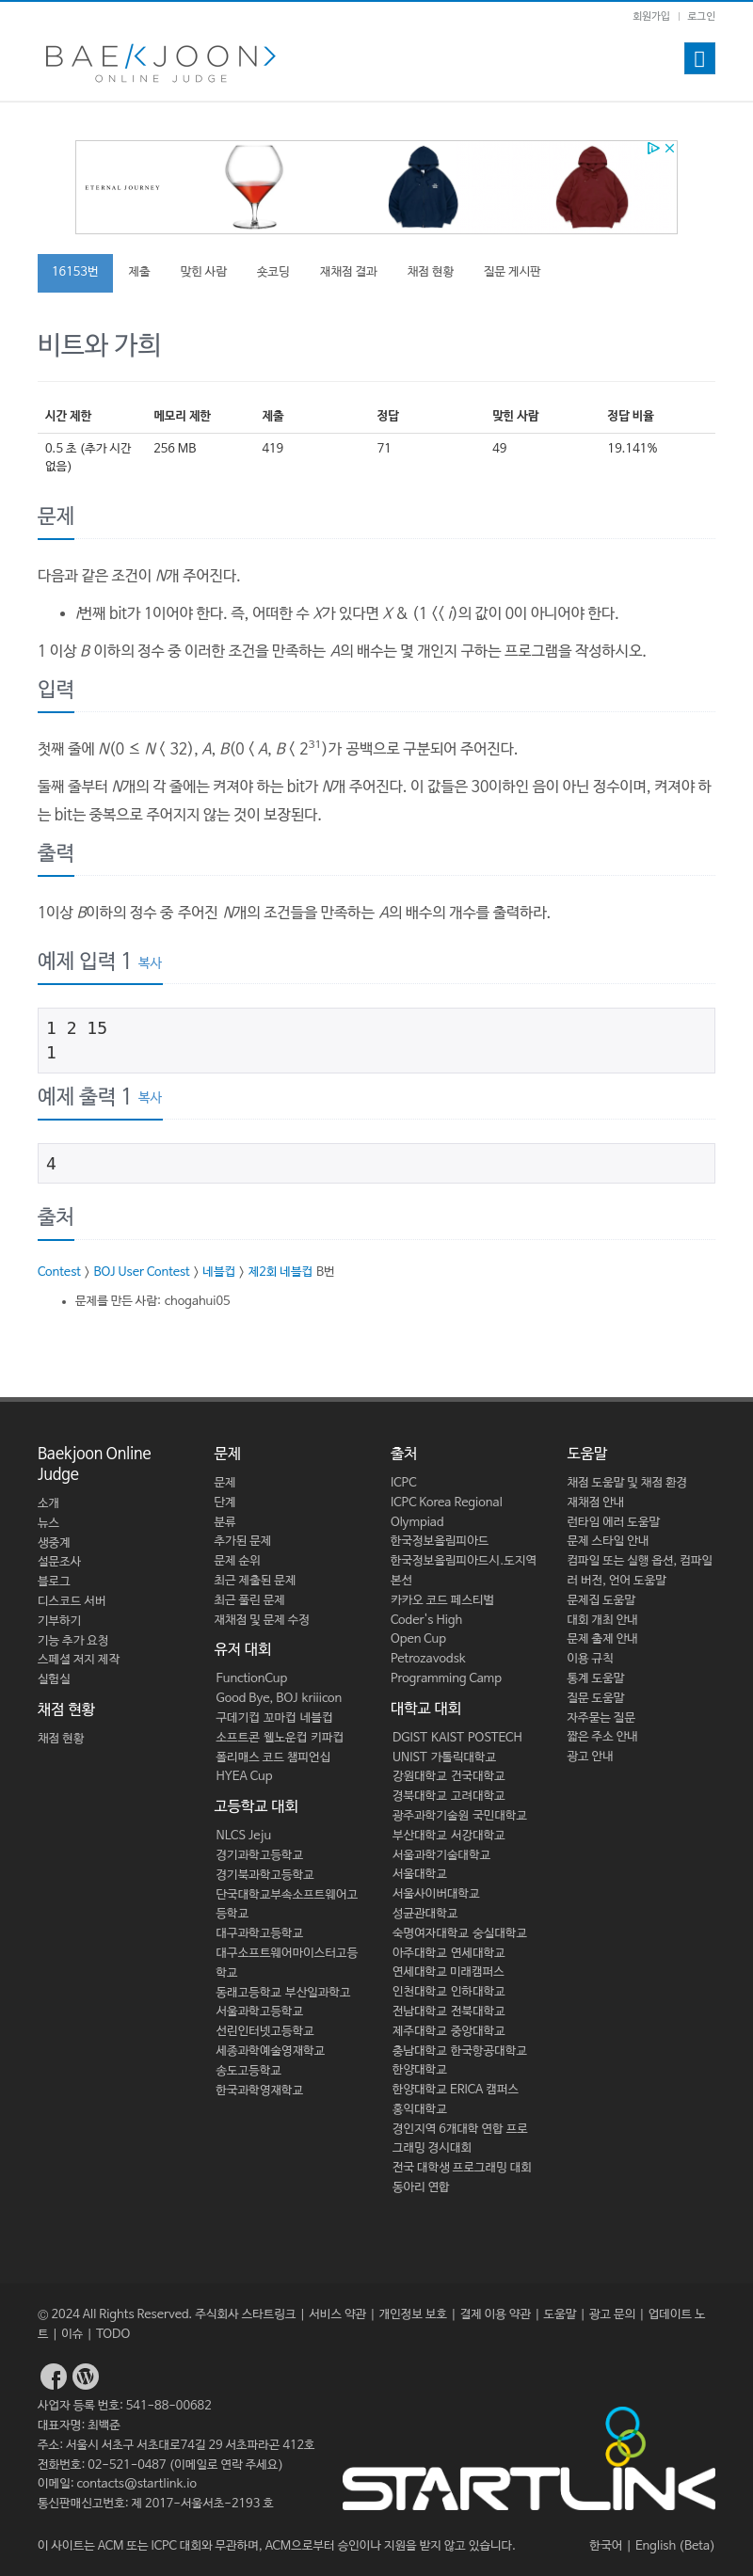 회원가입 | 로그인
BAEKJOON>
ONLINE JUDGE
ETERNAL JOURNEY
16153번 제출 맞힌 사람 숏코딩 재채점 결과 채점 현황 질문 게시판
비트와 가희
시간 제한 메모리 제한 제출 정답 맞힌 사람 정답 비율
0.5 초 (추가 시간 256 MB 419 71 49 19.141%
없음)
문제
다음과 같은 조건이 N개 주어진다.
• i번째 bit가 1이어야 한다. 즉, 어떠한 수 X가 있다면 X & (1 << i)의 값이 0이 아니어야 한다.
1 이상 B 이하의 정수 중 이러한 조건을 만족하는 A의 배수는 몇 개인지 구하는 프로그램을 작성하시오.
입력
첫째 줄에 N(0 ≤ N < 32), A, B(0 < A, B < 2^31)가 공백으로 구분되어 주어진다.
둘째 줄부터 N개의 각 줄에는 켜져야 하는 bit가 N개 주어진다. 이 값들은 30이하인 음이 아닌 정수이며, 켜져야 하
는 bit는 중복으로 주어지지 않는 것이 보장된다.
출력
1이상 B이하의 정수 중 주어진 N개의 조건들을 만족하는 A의 배수의 개수를 출력하라.
예제 입력 1 복사
1 2 15
1
예제 출력 1 복사
4
출처
Contest > BOJ User Contest > 네블컵 > 제2회 네블컵 B번
• 문제를 만든 사람: chogahui05
Baekjoon Online
Judge
소개
뉴스
생중계
설문조사
블로그
디스코드 서버
기부하기
기능 추가 요청
스페셜 저지 제작
실험실
채점 현황
채점 현황
문제
문제
단계
분류
추가된 문제
문제 순위
최근 제출된 문제
최근 풀린 문제
재채점 및 문제 수정
유저 대회
FunctionCup
Good Bye, BOJ kriiicon
구데기컵 꼬마컵 네블컵
소프트콘 웰노운컵 키파컵
폴리매스 코드 챔피언십
HYEA Cup
고등학교 대회
NLCS Jeju
경기과학고등학교
경기북과학고등학교
단국대학교부속소프트웨어고
등학교
대구과학고등학교
대구소프트웨어마이스터고등
학교
동래고등학교 부산일과학고
서울과학고등학교
선린인터넷고등학교
세종과학예술영재학교
송도고등학교
한국과학영재학교
출처
ICPC
ICPC Korea Regional
Olympiad
한국정보올림피아드
한국정보올림피아드시.도지역
본선
카카오 코드 페스티벌
Coder's High
Open Cup
Petrozavodsk
Programming Camp
대학교 대회
DGIST KAIST POSTECH
UNIST 가톨릭대학교
강원대학교 건국대학교
경북대학교 고려대학교
광주과학기술원 국민대학교
부산대학교 서강대학교
서울과학기술대학교
서울대학교
서울사이버대학교
성균관대학교
숙명여자대학교 숭실대학교
아주대학교 연세대학교
연세대학교 미래캠퍼스
인천대학교 인하대학교
전남대학교 전북대학교
제주대학교 중앙대학교
충남대학교 한국항공대학교
한양대학교
한양대학교 ERICA 캠퍼스
홍익대학교
경인지역 6개대학 연합 프로
그래밍 경시대회
전국 대학생 프로그래밍 대회
동아리 연합
도움말
채점 도움말 및 채점 환경
재채점 안내
런타임 에러 도움말
문제 스타일 안내
컴파일 또는 실행 옵션, 컴파일
러 버전, 언어 도움말
문제집 도움말
대회 개최 안내
문제 출제 안내
이용 규칙
통계 도움말
질문 도움말
자주묻는 질문
짧은 주소 안내
광고 안내
© 2024 All Rights Reserved. 주식회사 스타트링크 | 서비스 약관 | 개인정보 보호 | 결제 이용 약관 | 도움말 | 광고 문의 | 업데이트 노
트 | 이슈 | TODO
사업자 등록 번호: 541-88-00682
대표자명: 최백준
주소: 서울시 서초구 서초대로74길 29 서초파라곤 412호
전화번호: 02-521-0487 (이메일로 연락 주세요)
이메일: contacts@startlink.io
통신판매신고번호: 제 2017-서울서초-2193 호
STARTLINK
이 사이트는 ACM 또는 ICPC 대회와 무관하며, ACM으로부터 승인이나 지원을 받지 않고 있습니다. 한국어 | English (Beta)